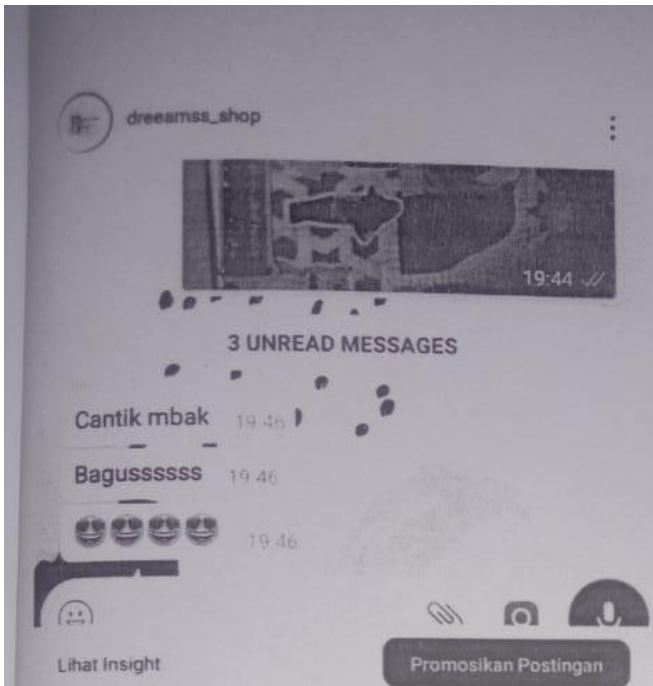 dreeamss_shop
19:44
3 UNREAD MESSAGES
Cantik mbak 19.46
Bagussssss 19.46
19.46
Lihat Insight
Promosikan Postingan